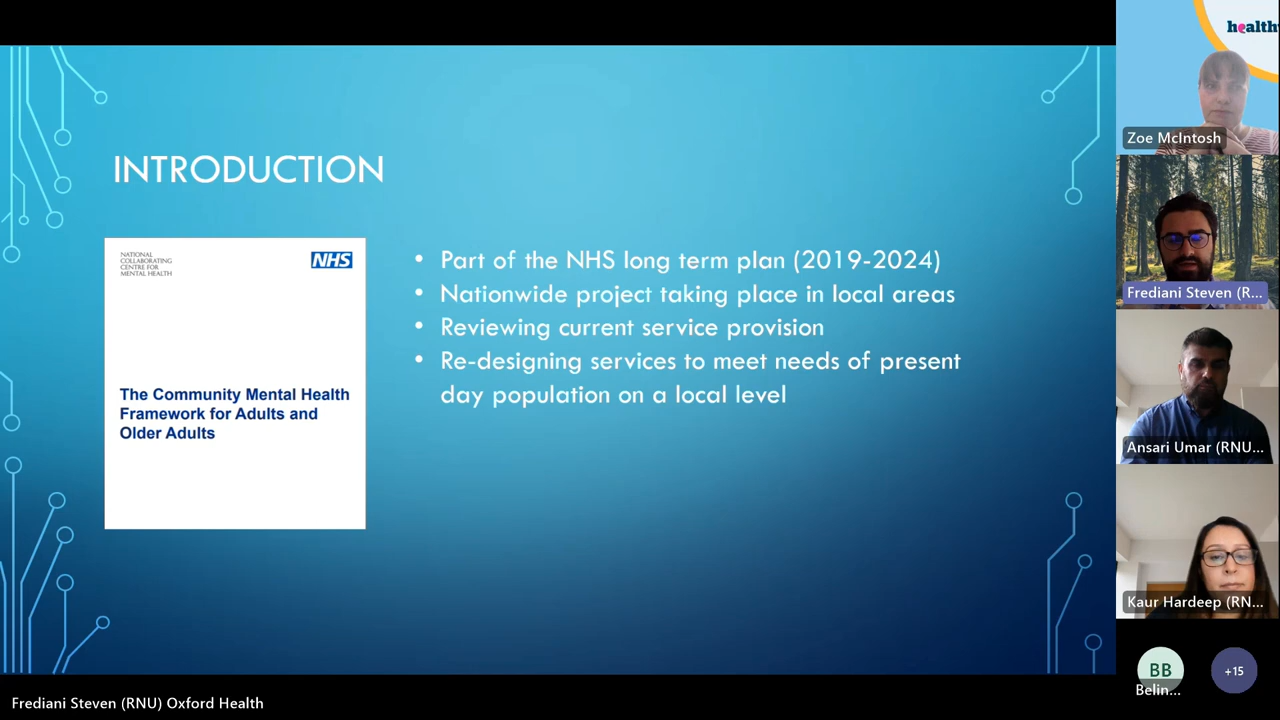 INTRODUCTION
NATIONAL
COLLABORATING
CENTRE FOR
MENTAL HEALTH
NHS
The Community Mental Health
Framework for Adults and
Older Adults
• Part of the NHS long term plan (2019-2024)
• Nationwide project taking place in local areas
• Reviewing current service provision
• Re-designing services to meet needs of present
day population on a local level
health
Zoe McIntosh
Frediani Steven (R...
Ansari Umar (RNU...
Kaur Hardeep (RN...
BB
Belin...
+15
Frediani Steven (RNU) Oxford Health